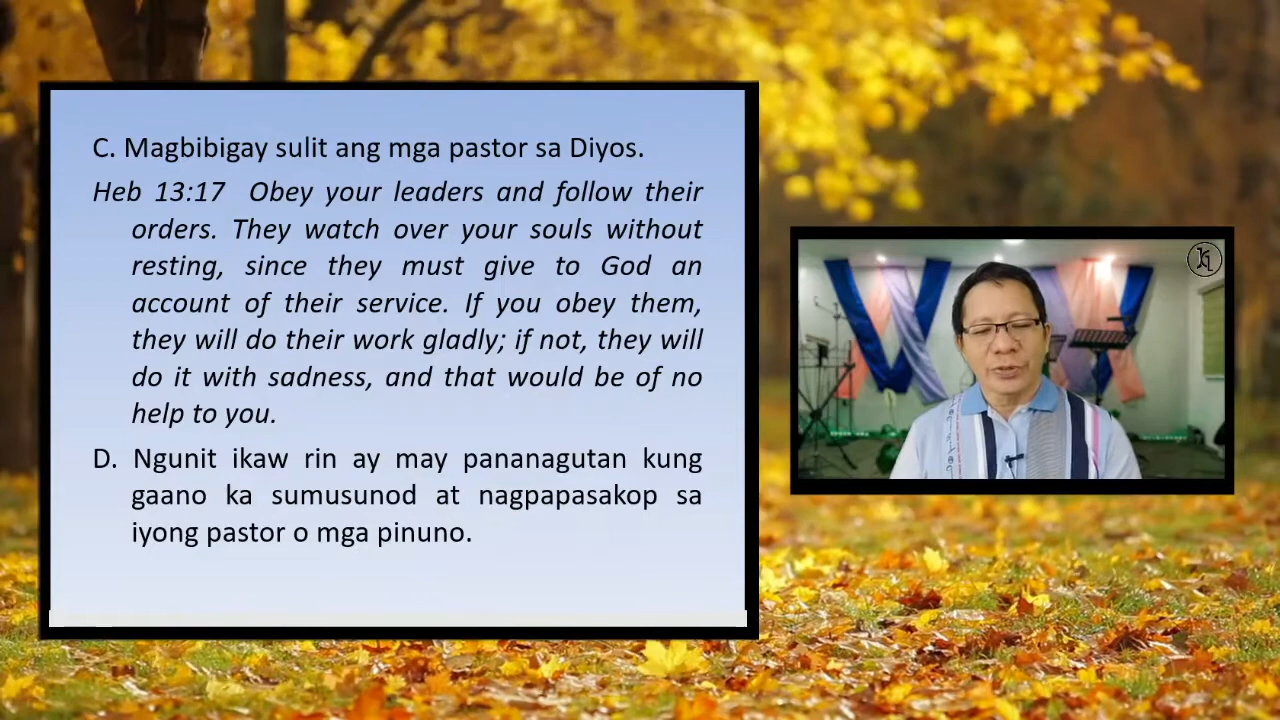 C. Magbibigay sulit ang mga pastor sa Diyos.
Heb 13:17 Obey your leaders and follow their
orders. They watch over your souls without
resting, since they must give to God an
account of their service. If you obey them,
they will do their work gladly; if not, they will
do it with sadness, and that would be of no
help to you.
D. Ngunit ikaw rin ay may pananagutan kung
gaano ka sumusunod at nagpapasakop sa
iyong pastor o mga pinuno.